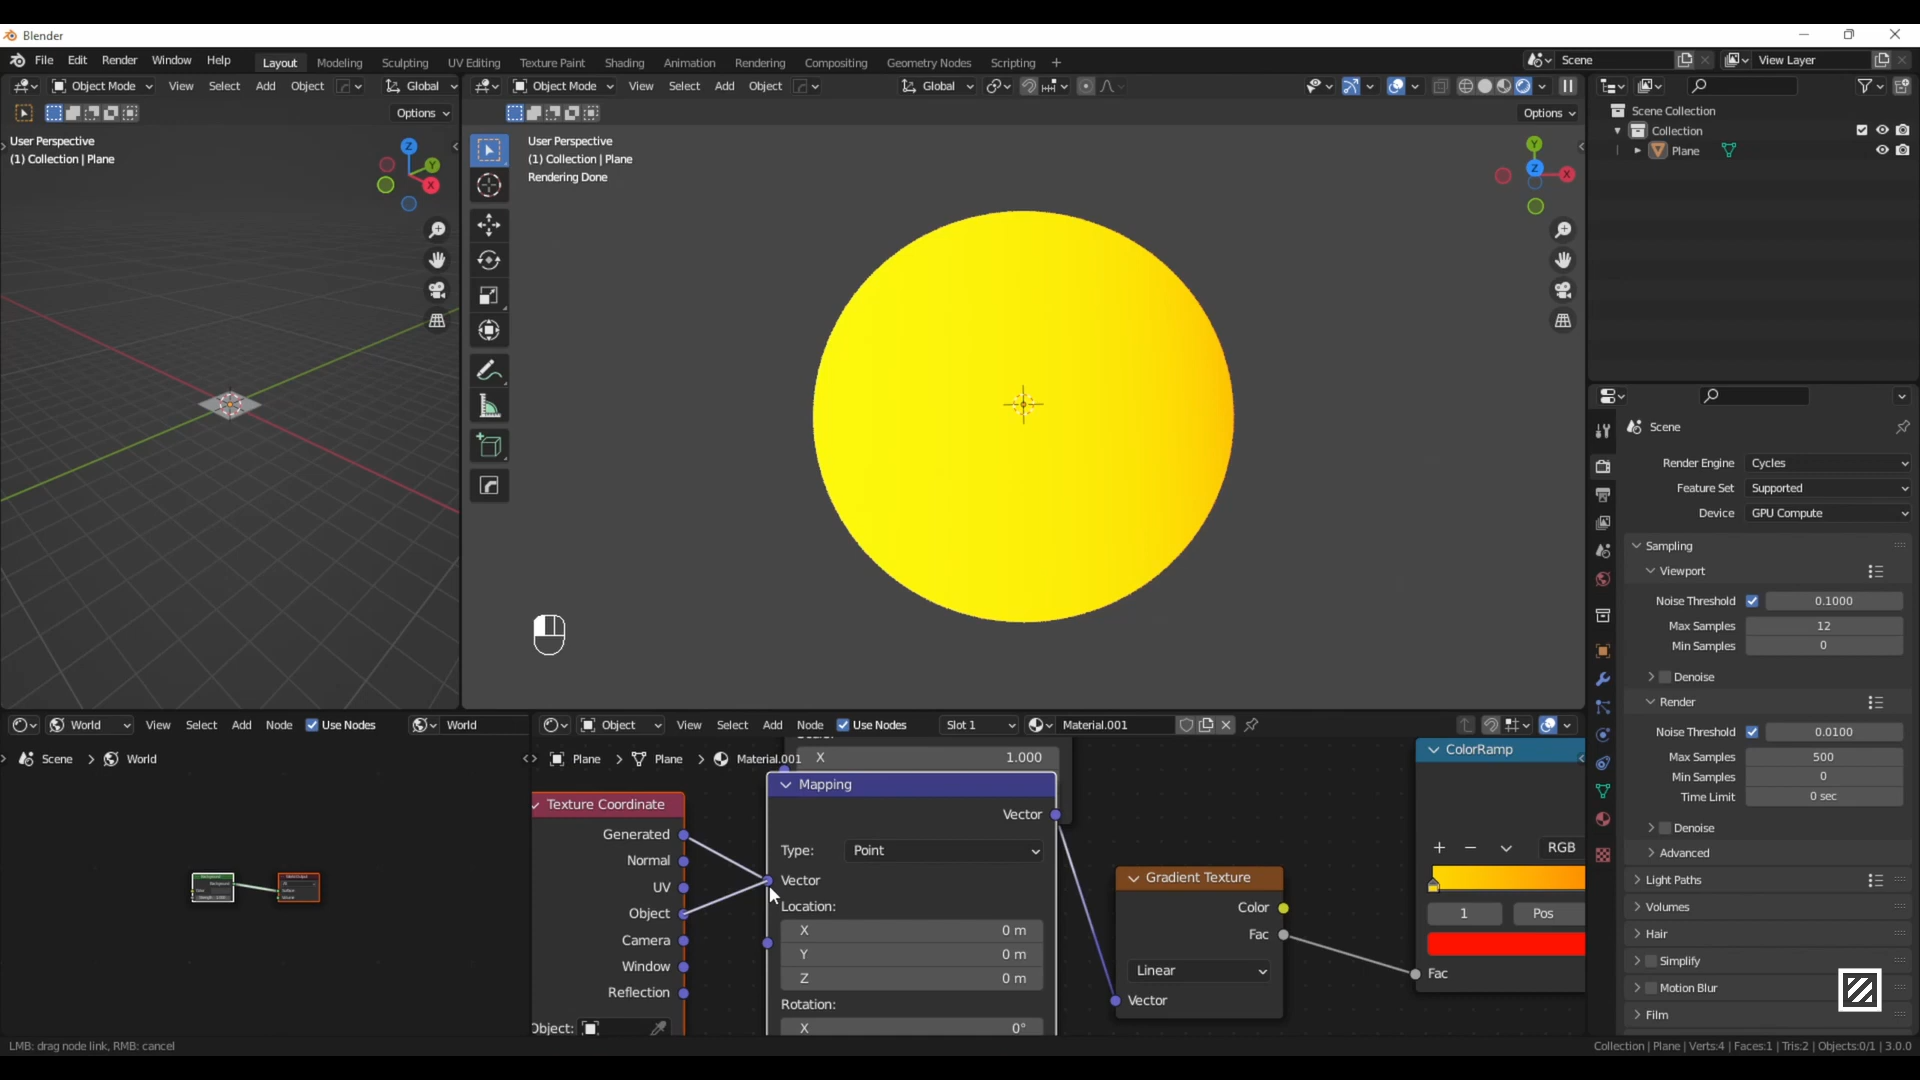 Blender
File Edit Render Window Help Layout Modeling Sculpting UV Editing Texture Paint Shading Animation Rendering Compositing Geometry Nodes Scripting + Scene View Layer
Object Mode View Select Add Object Global
Object Mode View Select Add Object Global
Options
Options
User Perspective
(1) Collection | Plane
Z
Y
X
User Perspective
(1) Collection | Plane
Rendering Done
Y
Z
X
Scene Collection
Collection
Plane
Scene
Render Engine Cycles
Feature Set Supported
Device GPU Compute
Sampling
Viewport
Noise Threshold 0.1000
Max Samples 12
Min Samples 0
Denoise
Render
Noise Threshold 0.0100
Max Samples 500
Min Samples 0
Time Limit 0 sec
Denoise
Advanced
Light Paths
Volumes
Hair
Simplify
Motion Blur
Film
World View Select Add Node Use Nodes World
Scene > World
Object View Select Add Node Use Nodes Slot 1 Material.001
Plane > Plane > Material.001
X 1.000
Texture Coordinate
Generated
Normal
UV
Object
Camera
Window
Reflection
Object:
Mapping
Vector
Type: Point
Vector
Location:
X 0 m
Y 0 m
Z 0 m
Rotation:
X 0°
Gradient Texture
Color
Fac
Linear
Vector
ColorRamp
+ − RGB
1 Pos
Fac
LMB: drag node link, RMB: cancel
Collection | Plane | Verts:4 | Faces:1 | Tris:2 | Objects:0/1 | 3.0.0